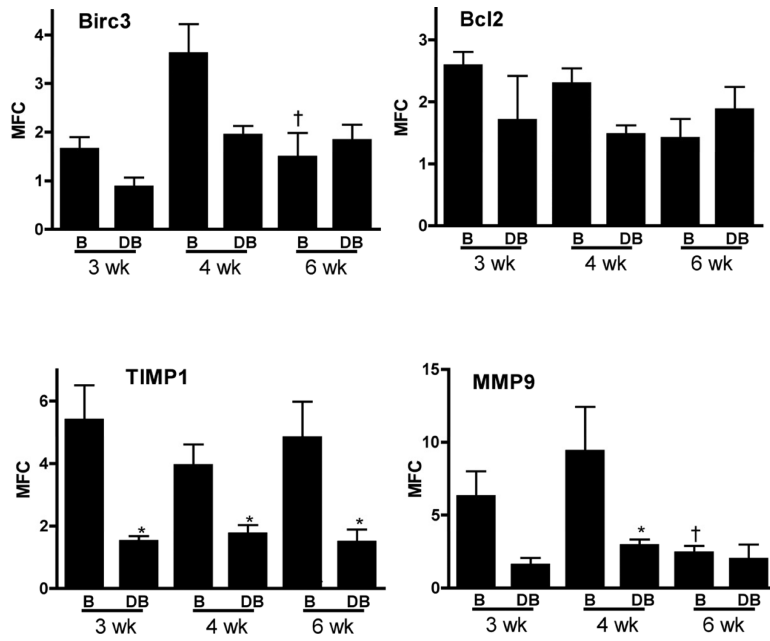 Birc3
MFC
4
3
2
1
0
†
B DB B DB B DB
3 wk 4 wk 6 wk
Bcl2
MFC
3
2
1
0
B DB B DB B DB
3 wk 4 wk 6 wk
TIMP1
MFC
6
4
2
0
* * *
B DB B DB B DB
3 wk 4 wk 6 wk
MMP9
MFC
15
10
5
0
* †
B DB B DB B DB
3 wk 4 wk 6 wk